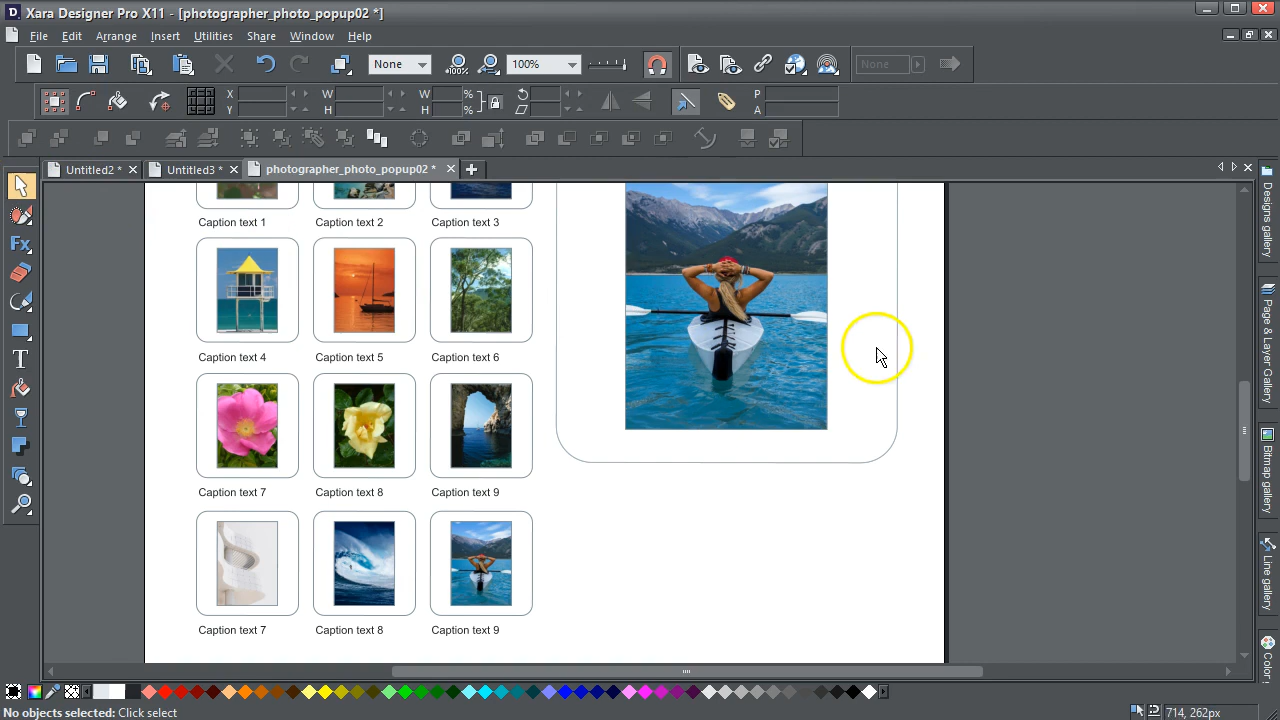 Xara Designer Pro X11 - [photographer_photo_popup02 *]
File Edit Arrange Insert Utilities Share Window Help
None 100% None
X W W % P
Y H H % A
Untitled2 * Untitled3 * photographer_photo_popup02 *
Caption text 1 Caption text 2 Caption text 3
Caption text 4 Caption text 5 Caption text 6
Caption text 7 Caption text 8 Caption text 9
Caption text 7 Caption text 8 Caption text 9
Fx
T
Designs gallery
Page & Layer Gallery
Bitmap gallery
Line gallery
No objects selected: Click select
714, 262px